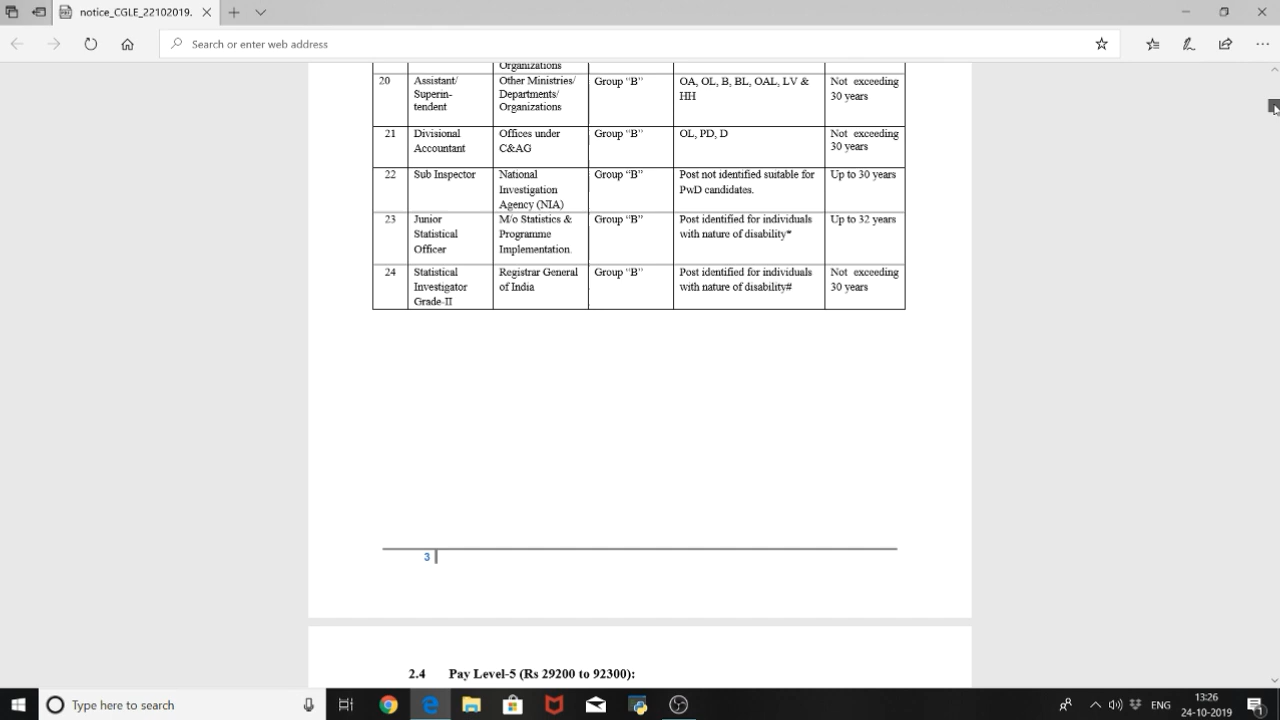 notice_CGLE_22102019.
Search or enter web address
Organizations
20 Assistant/ Other Ministries/ Group "B" OA, OL, B, BL, OAL, LV & Not exceeding
Superin- Departments/ HH 30 years
tendent Organizations
21 Divisional Offices under Group "B" OL, PD, D Not exceeding
Accountant C&AG 30 years
22 Sub Inspector National Group "B" Post not identified suitable for Up to 30 years
Investigation PwD candidates.
Agency (NIA)
23 Junior M/o Statistics & Group "B" Post identified for individuals Up to 32 years
Statistical Programme with nature of disability*
Officer Implementation.
24 Statistical Registrar General Group "B" Post identified for individuals Not exceeding
Investigator of India with nature of disability# 30 years
Grade-II
3
2.4 Pay Level-5 (Rs 29200 to 92300):
Type here to search
ENG
13:26
24-10-2019